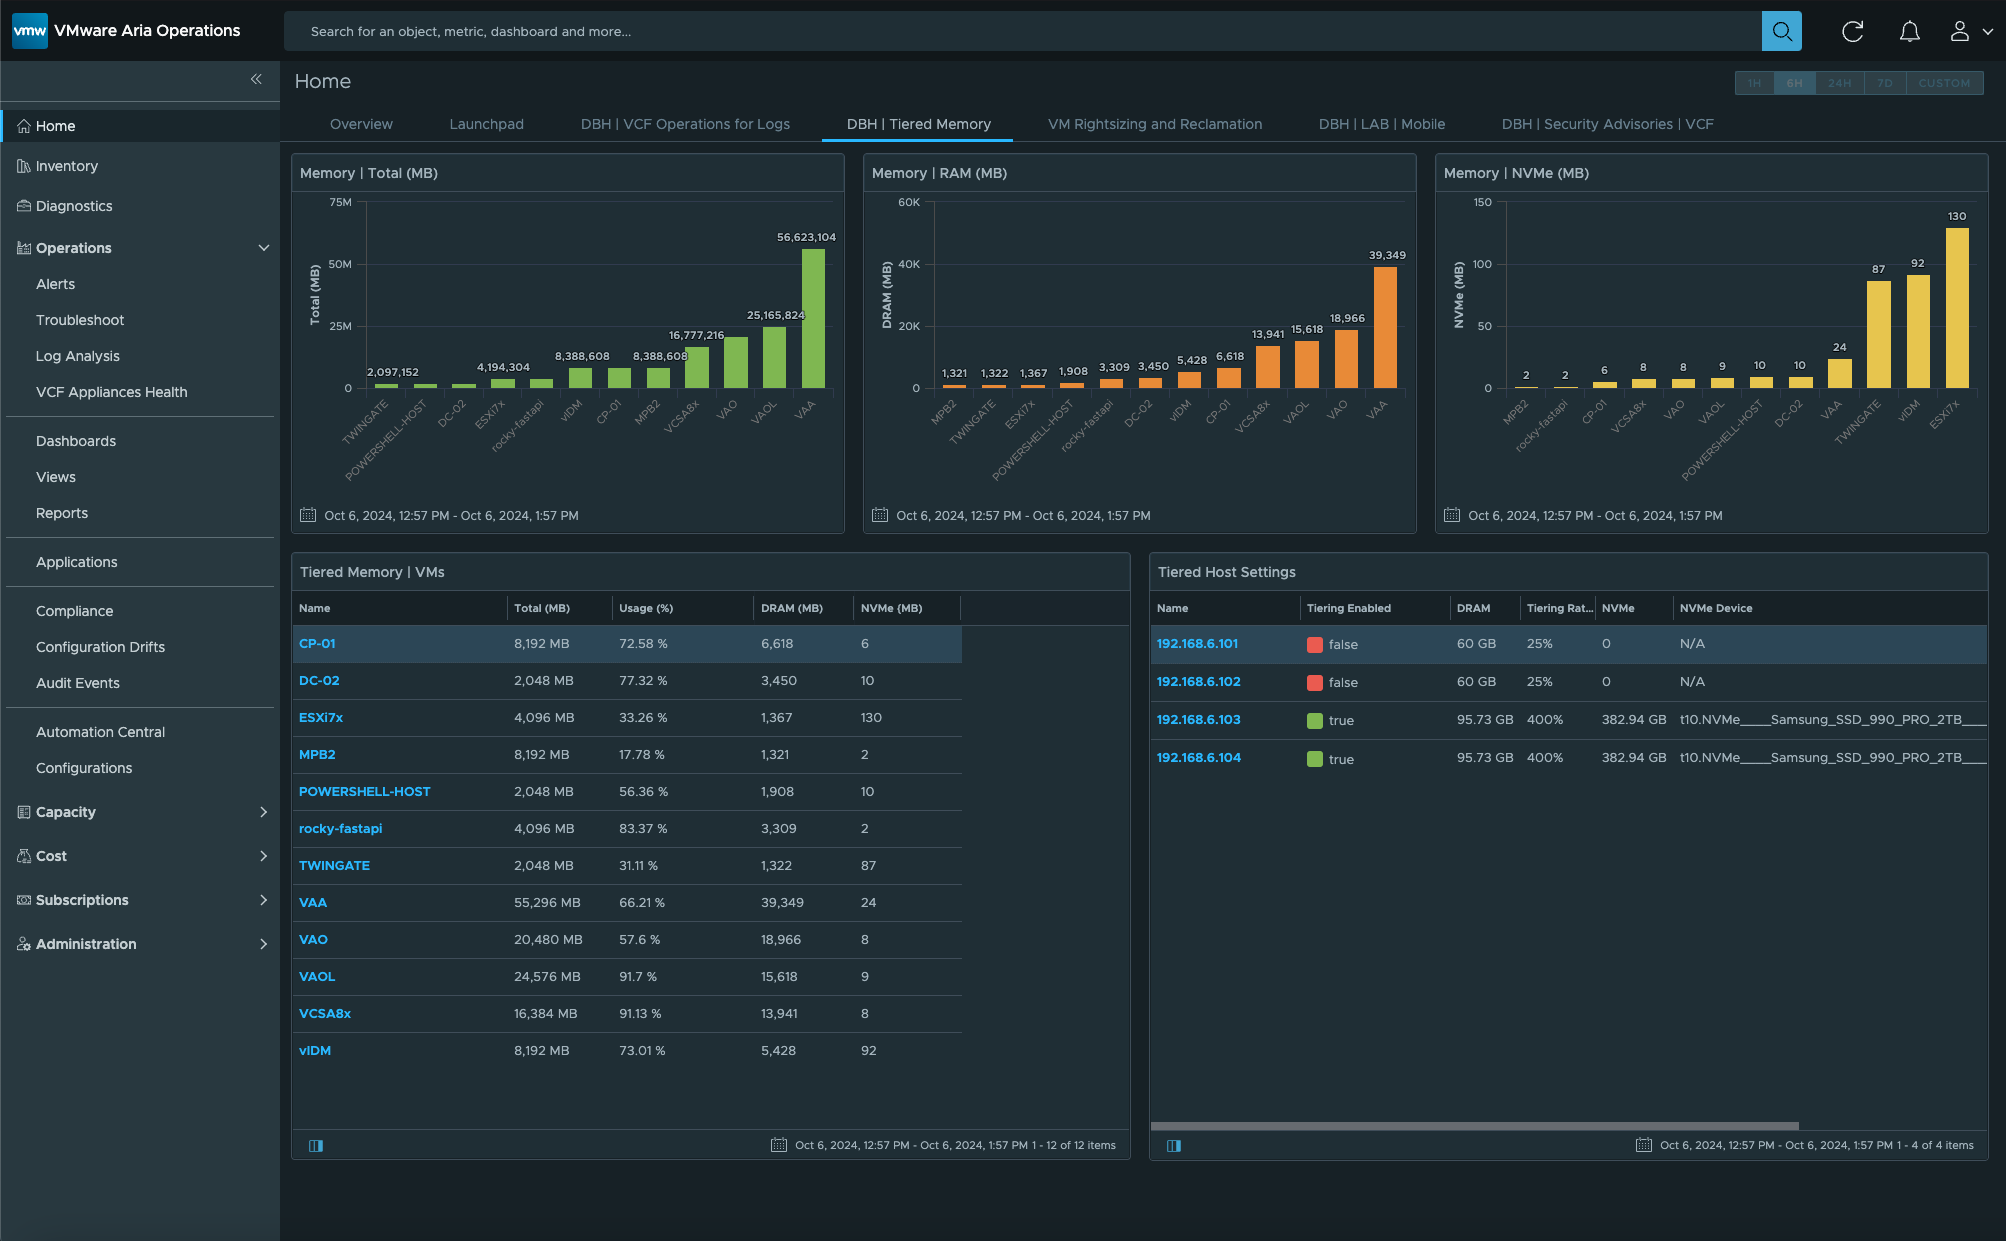 vmw VMware Aria Operations
Search for an object, metric, dashboard and more...
Home
1H 6H 24H 7D CUSTOM
Home
Inventory
Diagnostics
Operations
Alerts
Troubleshoot
Log Analysis
VCF Appliances Health
Dashboards
Views
Reports
Applications
Compliance
Configuration Drifts
Audit Events
Automation Central
Configurations
Capacity
Cost
Subscriptions
Administration
Overview Launchpad DBH | VCF Operations for Logs DBH | Tiered Memory VM Rightsizing and Reclamation DBH | LAB | Mobile DBH | Security Advisories | VCF
Memory | Total (MB)
Total (MB)
75M
50M
25M
0
2,097,152 4,194,304 8,388,608 8,388,608 16,777,216 25,165,824 56,623,104
TWINGATE POWERSHELL-HOST DC-02 ESXi7x rocky-fastapi vIDM CP-01 MPB2 VCSA8x VAO VAOL VAA
Oct 6, 2024, 12:57 PM - Oct 6, 2024, 1:57 PM
Memory | RAM (MB)
DRAM (MB)
60K
40K
20K
0
1,321 1,322 1,367 1,908 3,309 3,450 5,428 6,618 13,941 15,618 18,966 39,349
MPB2 TWINGATE ESXi7x POWERSHELL-HOST rocky-fastapi DC-02 vIDM CP-01 VCSA8x VAOL VAO VAA
Oct 6, 2024, 12:57 PM - Oct 6, 2024, 1:57 PM
Memory | NVMe (MB)
NVMe (MB)
150
100
50
0
2 2 6 8 8 9 10 10 24 87 92 130
MPB2 rocky-fastapi CP-01 VCSA8x VAO VAOL POWERSHELL-HOST DC-02 VAA TWINGATE vIDM ESXi7x
Oct 6, 2024, 12:57 PM - Oct 6, 2024, 1:57 PM
Tiered Memory | VMs
Name Total (MB) Usage (%) DRAM (MB) NVMe (MB)
CP-01 8,192 MB 72.58 % 6,618 6
DC-02 2,048 MB 77.32 % 3,450 10
ESXi7x 4,096 MB 33.26 % 1,367 130
MPB2 8,192 MB 17.78 % 1,321 2
POWERSHELL-HOST 2,048 MB 56.36 % 1,908 10
rocky-fastapi 4,096 MB 83.37 % 3,309 2
TWINGATE 2,048 MB 31.11 % 1,322 87
VAA 55,296 MB 66.21 % 39,349 24
VAO 20,480 MB 57.6 % 18,966 8
VAOL 24,576 MB 91.7 % 15,618 9
VCSA8x 16,384 MB 91.13 % 13,941 8
vIDM 8,192 MB 73.01 % 5,428 92
Oct 6, 2024, 12:57 PM - Oct 6, 2024, 1:57 PM 1 - 12 of 12 items
Tiered Host Settings
Name Tiering Enabled DRAM Tiering Rat... NVMe NVMe Device
192.168.6.101 false 60 GB 25% 0 N/A
192.168.6.102 false 60 GB 25% 0 N/A
192.168.6.103 true 95.73 GB 400% 382.94 GB t10.NVMe____Samsung_SSD_990_PRO_2TB____
192.168.6.104 true 95.73 GB 400% 382.94 GB t10.NVMe____Samsung_SSD_990_PRO_2TB____
Oct 6, 2024, 12:57 PM - Oct 6, 2024, 1:57 PM 1 - 4 of 4 items